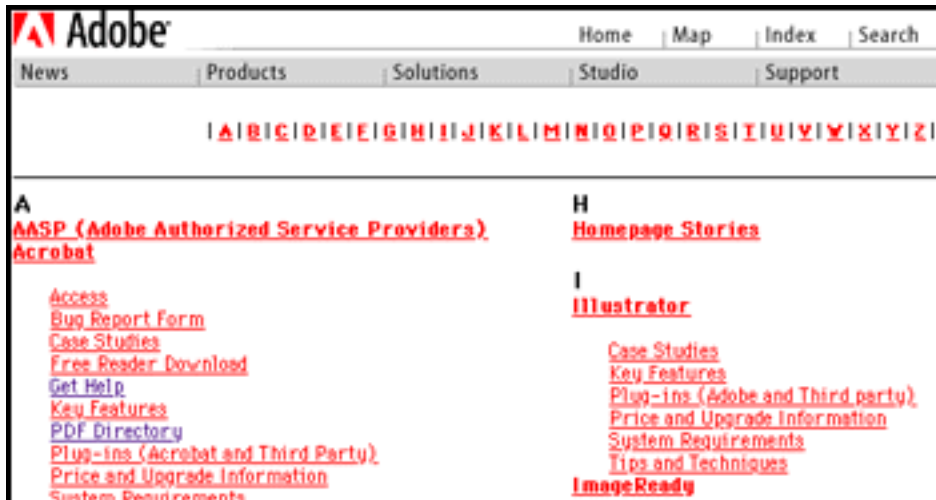 Adobe
Home | Map | Index | Search
News | Products | Solutions | Studio | Support
| A | B | C | D | E | F | G | H | I | J | K | L | M | N | O | P | Q | R | S | T | U | V | W | X | Y | Z |
A
AASP (Adobe Authorized Service Providers)
Acrobat
Access
Bug Report Form
Case Studies
Free Reader Download
Get Help
Key Features
PDF Directory
Plug-ins (Acrobat and Third Party)
Price and Upgrade Information
System Requirements
H
Homepage Stories
I
Illustrator
Case Studies
Key Features
Plug-ins (Adobe and Third party)
Price and Upgrade Information
System Requirements
Tips and Techniques
ImageReady